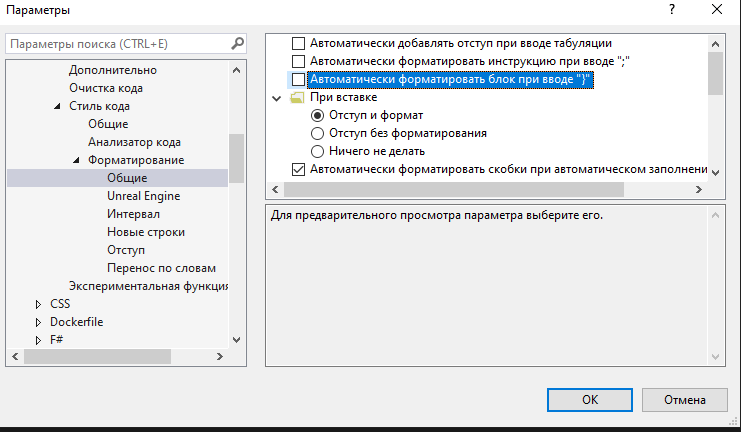 Параметры
?
Параметры поиска (CTRL+E)
Дополнительно
Очистка кода
Стиль кода
Общие
Анализатор кода
Форматирование
Общие
Unreal Engine
Интервал
Новые строки
Отступ
Перенос по словам
Экспериментальная функция
CSS
Dockerfile
F#
Автоматически добавлять отступ при вводе табуляции
Автоматически форматировать инструкцию при вводе ";"
Автоматически форматировать блок при вводе "}"
При вставке
Отступ и формат
Отступ без форматирования
Ничего не делать
Автоматически форматировать скобки при автоматическом заполнени
Для предварительного просмотра параметра выберите его.
ОК
Отмена